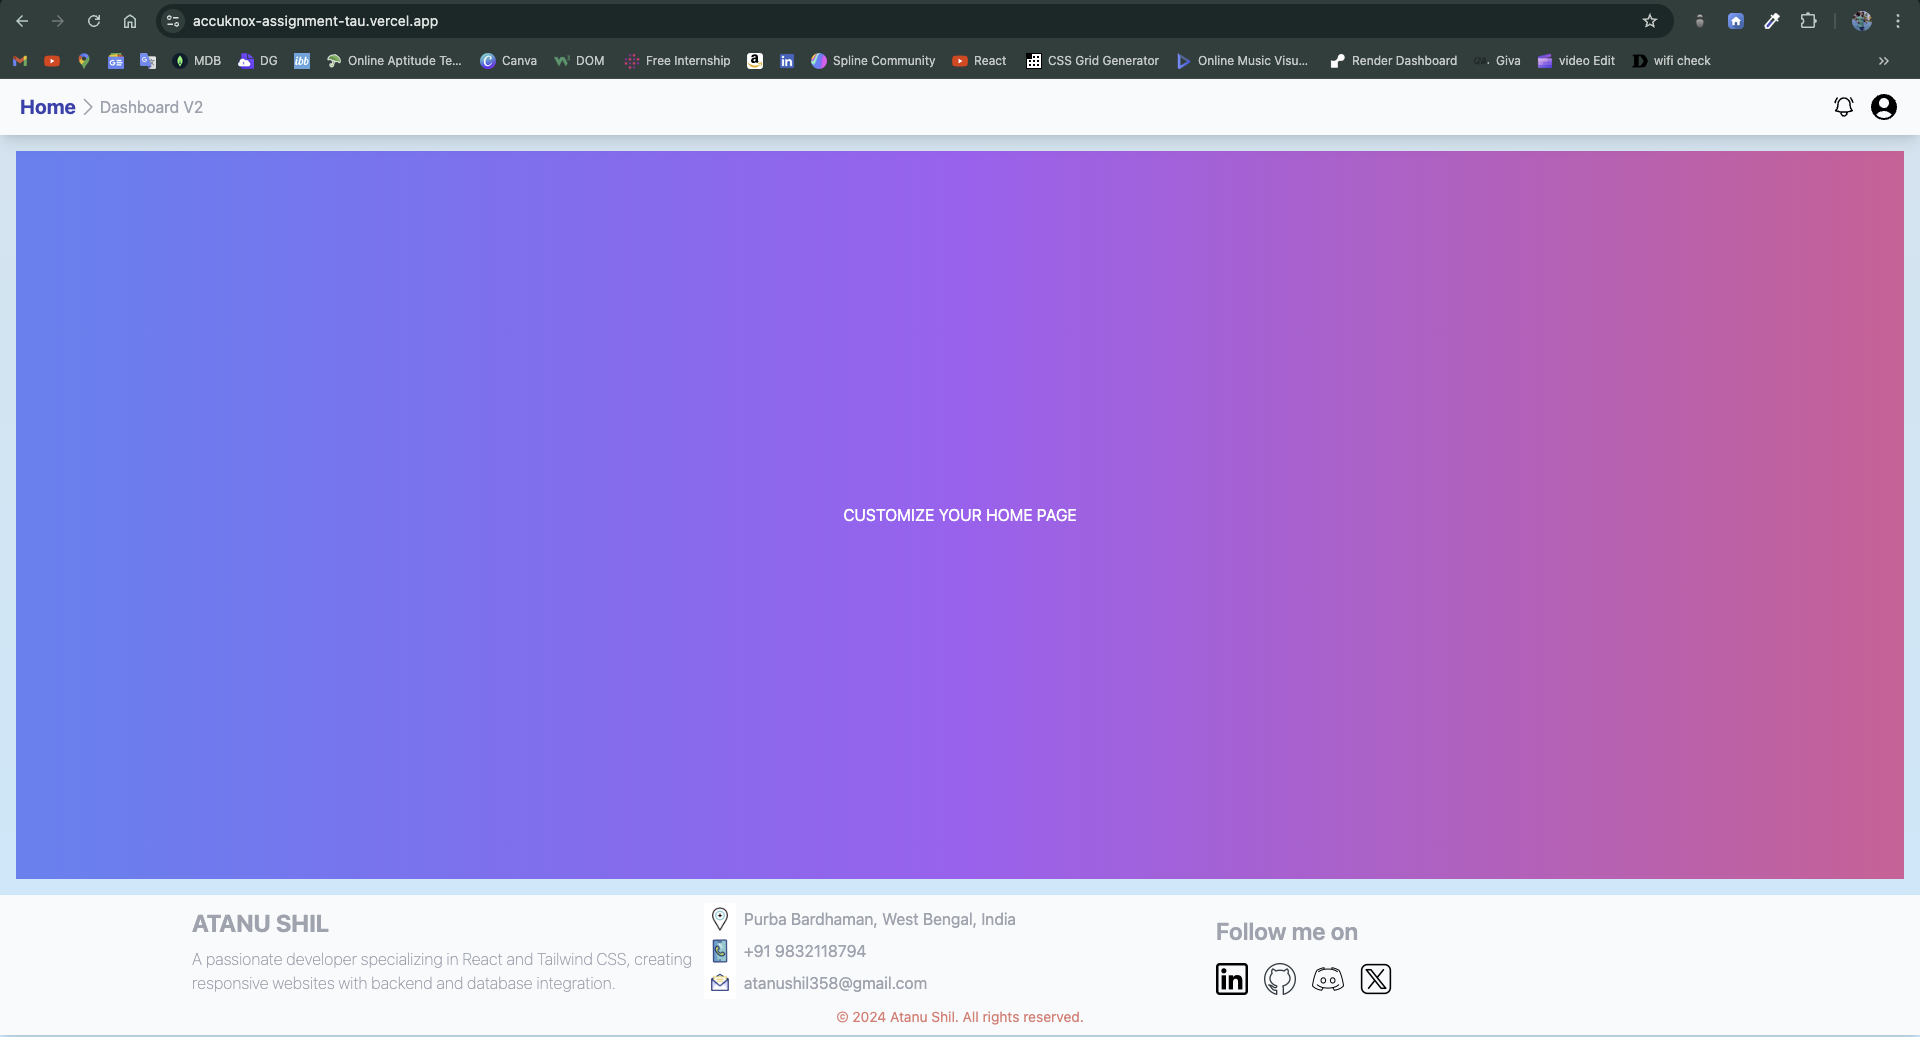 accuknox-assignment-tau.vercel.app
MDB DG ibb Online Aptitude Te... Canva DOM Free Internship Spline Community React CSS Grid Generator Online Music Visu... Render Dashboard Giva video Edit wifi check
Home Dashboard V2
CUSTOMIZE YOUR HOME PAGE
ATANU SHIL
A passionate developer specializing in React and Tailwind CSS, creating
responsive websites with backend and database integration.
Purba Bardhaman, West Bengal, India
+91 9832118794
atanushil358@gmail.com
Follow me on
© 2024 Atanu Shil. All rights reserved.